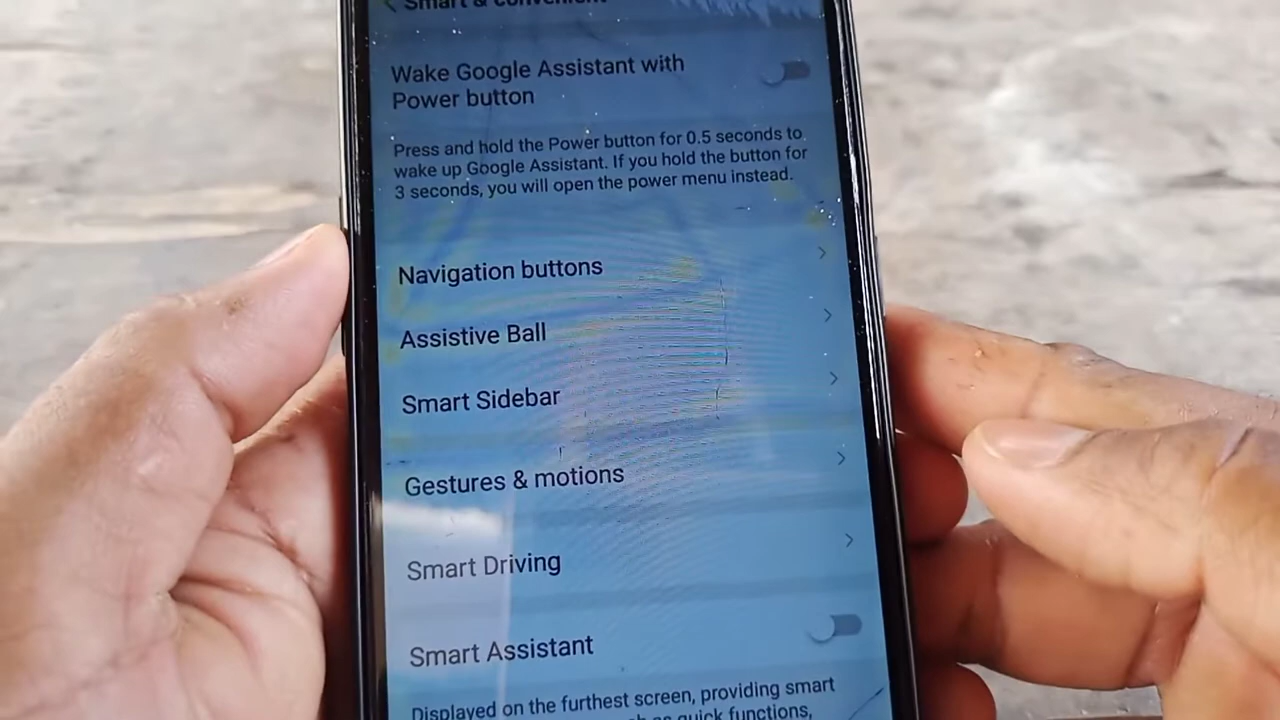 Smart & convenient
Wake Google Assistant with
Power button
Press and hold the Power button for 0.5 seconds to
wake up Google Assistant. If you hold the button for
3 seconds, you will open the power menu instead.
Navigation buttons
Assistive Ball
Smart Sidebar
Gestures & motions
Smart Driving
Smart Assistant
Displayed on the furthest screen, providing smart
as quick functions,